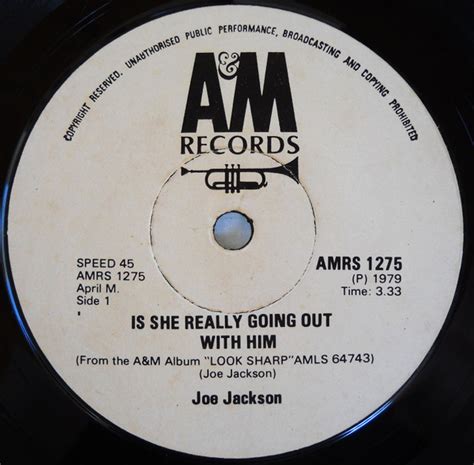 COPYRIGHT RESERVED. UNAUTHORISED PUBLIC PERFORMANCE, BROADCASTING AND COPYING PROHIBITED
A&M
RECORDS
SPEED 45
AMRS 1275
April M.
Side 1
AMRS 1275
(P) 1979
Time: 3.33
IS SHE REALLY GOING OUT
WITH HIM
(From the A&M Album "LOOK SHARP"AMLS 64743)
(Joe Jackson)
Joe Jackson